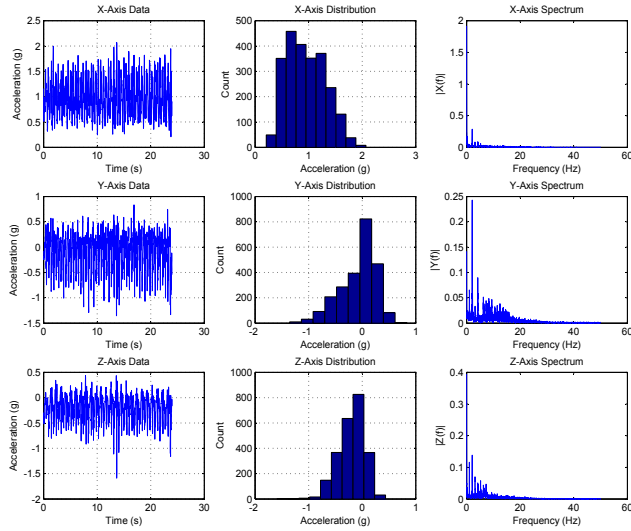 X-Axis Data
Acceleration (g)
2.5
2
1.5
1
0.5
0
0 10 20 30
Time (s)
X-Axis Distribution
Count
500
400
300
200
100
0
0 1 2 3
Acceleration (g)
X-Axis Spectrum
|X(f)|
2
1.5
1
0.5
0
0 20 40 60
Frequency (Hz)
Y-Axis Data
Acceleration (g)
1
0.5
0
-0.5
-1
-1.5
0 10 20 30
Time (s)
Y-Axis Distribution
Count
1000
800
600
400
200
0
-2 -1 0 1
Acceleration (g)
Y-Axis Spectrum
|Y(f)|
0.25
0.2
0.15
0.1
0.05
0
0 20 40 60
Frequency (Hz)
Z-Axis Data
Acceleration (g)
0.5
0
-0.5
-1
-1.5
-2
0 10 20 30
Time (s)
Z-Axis Distribution
Count
1000
800
600
400
200
0
-2 -1 0 1
Acceleration (g)
Z-Axis Spectrum
|Z(f)|
0.4
0.3
0.2
0.1
0
0 20 40 60
Frequency (Hz)